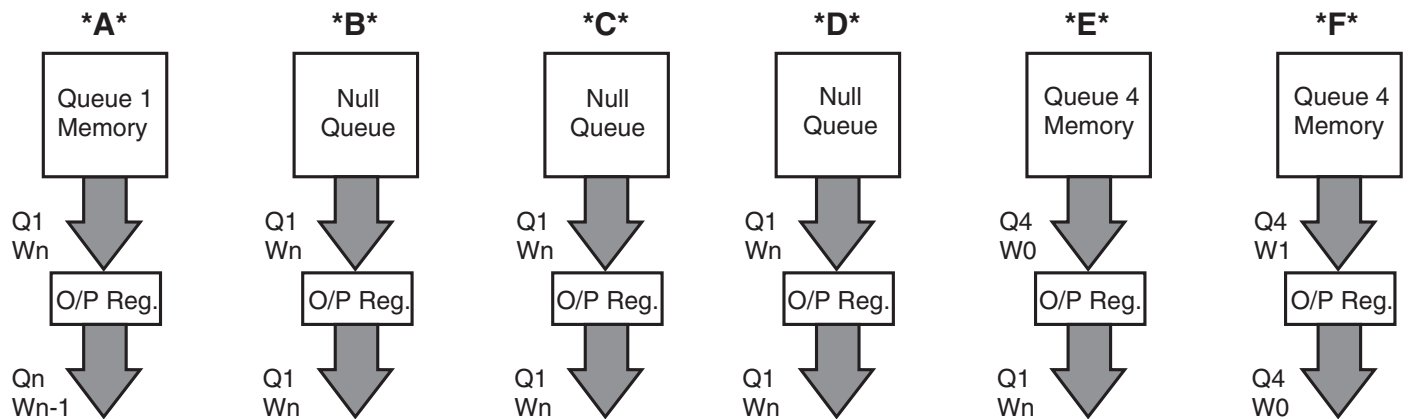 *A*
*B*
*C*
*D*
*E*
*F*
Queue 1
Memory
Null
Queue
Null
Queue
Null
Queue
Queue 4
Memory
Queue 4
Memory
Q1
Wn
Q1
Wn
Q1
Wn
Q1
Wn
Q4
W0
Q4
W1
O/P Reg.
O/P Reg.
O/P Reg.
O/P Reg.
O/P Reg.
O/P Reg.
Qn
Wn-1
Q1
Wn
Q1
Wn
Q1
Wn
Q1
Wn
Q4
W0